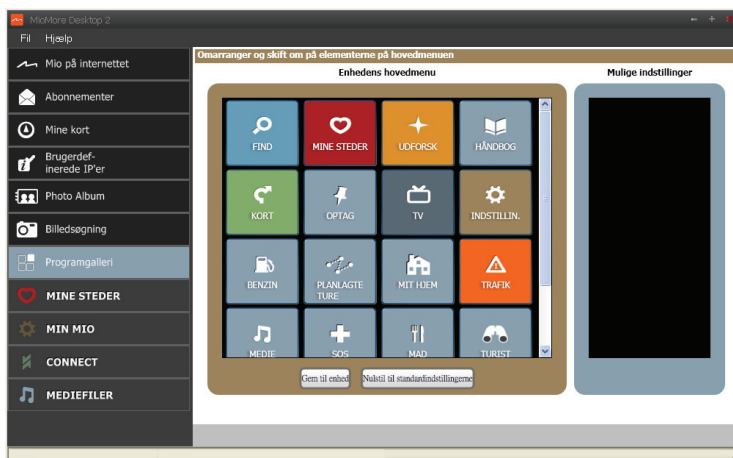 MioMore Desktop 2
Fil Hjælp
Mio på internettet
Abonnementer
Mine kort
Brugerdef-
inerede IP'er
Photo Album
Billedsøgning
Programgalleri
MINE STEDER
MIN MIO
CONNECT
MEDIEFILER
Omarranger og skift om på elementerne på hovedmenuen
Enhedens hovedmenu
FIND
MINE STEDER
UDFORSK
HÅNDBOG
KORT
OPTAG
TV
INDSTILLIN.
BENZIN
PLANLAGTE
TURE
MIT HJEM
TRAFIK
MEDIE
SOS
MAD
TURIST
Gem til enhed
Nulstil til standardindstillingerne
Mulige indstillinger